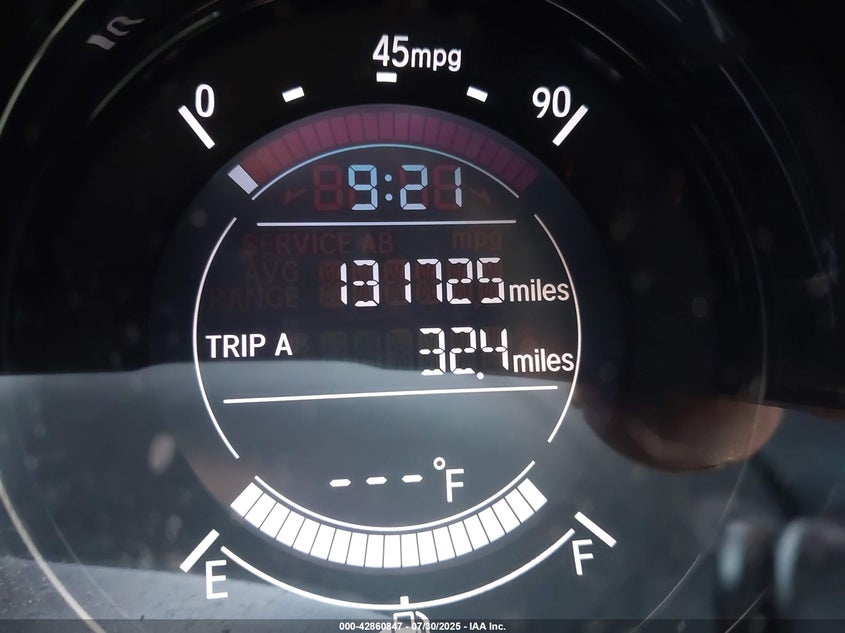 45mpg
0 90
9:21
SERVICE AB mpg
AVG
RANGE
131725 miles
TRIP A 32.4 miles
---°F
E F
000-42860847 - 07/30/2025 - IAA Inc.